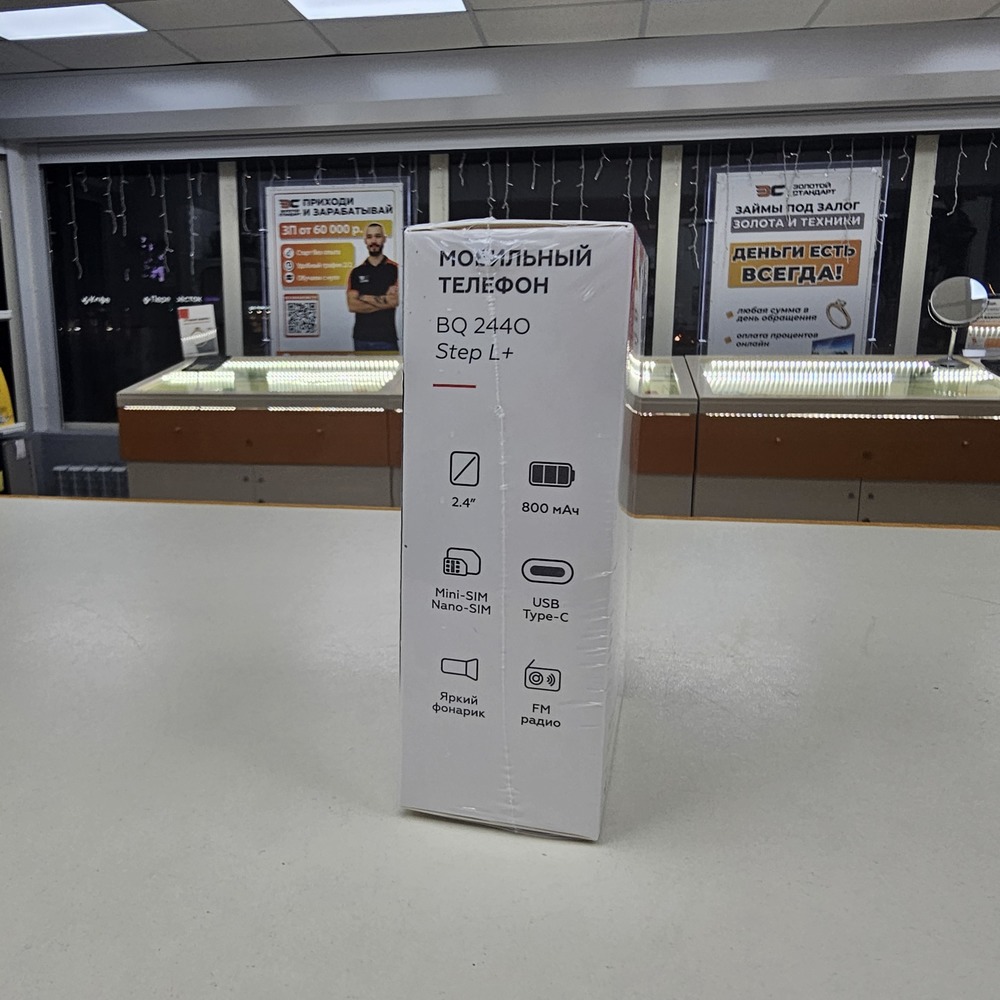 МОБИЛЬНЫЙ
ТЕЛЕФОН
BQ 2440
Step L+
2.4"
800 мАч
Mini-SIM
Nano-SIM
USB
Type-C
Яркий
фонарик
FM
радио
ЗС
ПРИХОДИ
И ЗАРАБАТЫВАЙ
ЗП от 60 000 р.
ЗС ЗОЛОТОЙ
СТАНДАРТ
ЗАЙМЫ ПОД ЗАЛОГ
ЗОЛОТА И ТЕХНИКИ
ДЕНЬГИ ЕСТЬ
ВСЕГДА!
любая сумма в
день обращения
оплата процентов
онлайн